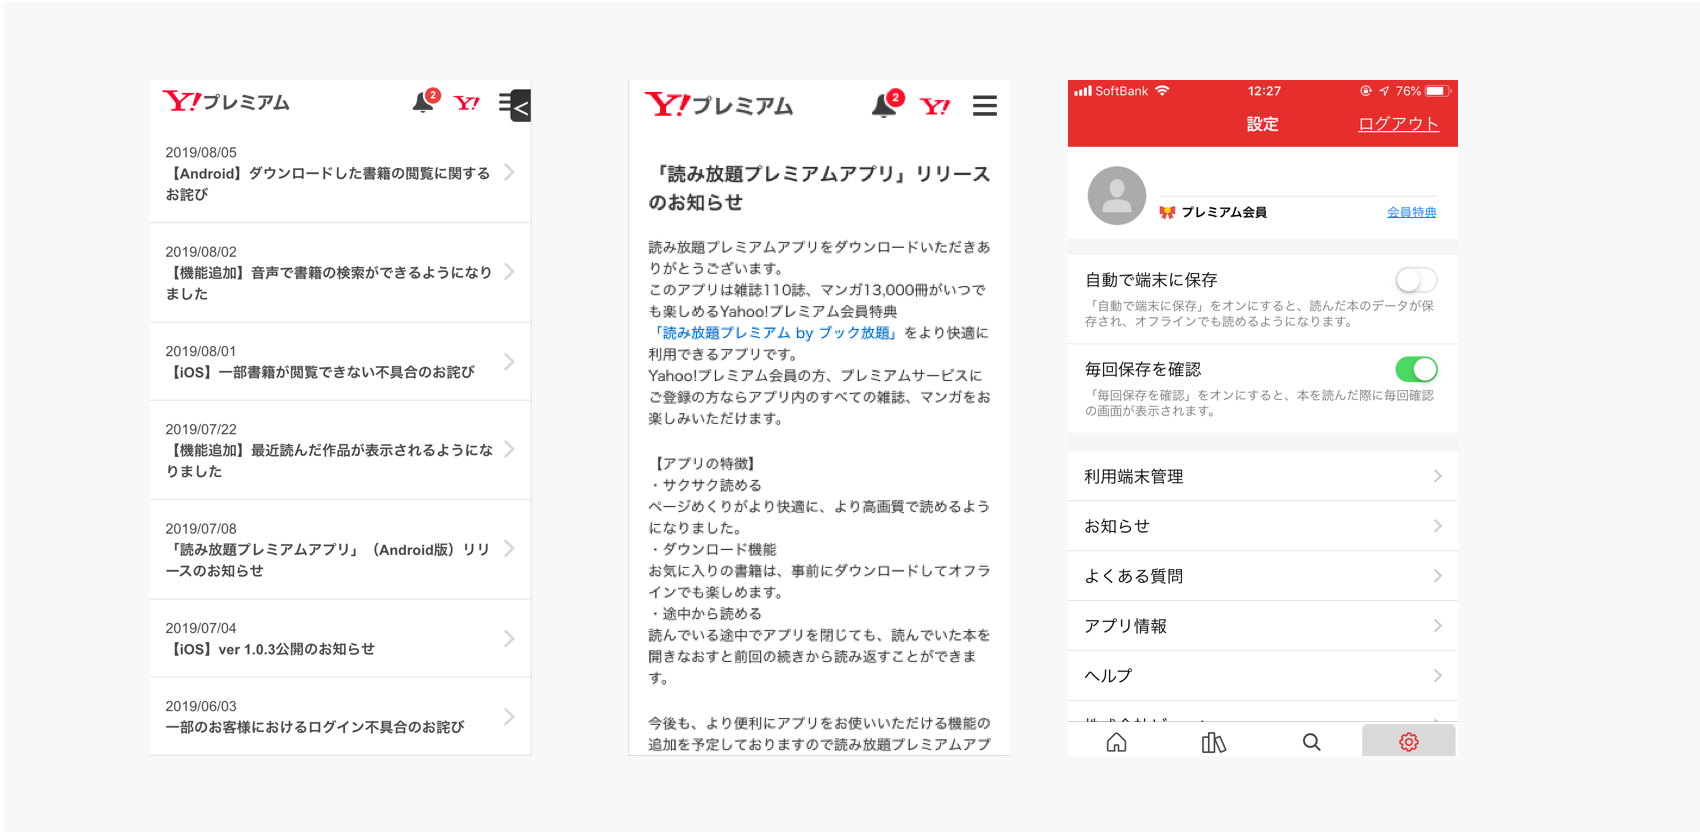 Y!プレミアム
2
Y!
<
2019/08/05
【Android】ダウンロードした書籍の閲覧に関する
お詫び
2019/08/02
【機能追加】音声で書籍の検索ができるようになり
ました
2019/08/01
【iOS】一部書籍が閲覧できない不具合のお詫び
2019/07/22
【機能追加】最近読んだ作品が表示されるようにな
りました
2019/07/08
「読み放題プレミアムアプリ」（Android版）リリ
ースのお知らせ
2019/07/04
【iOS】ver 1.0.3公開のお知らせ
2019/06/03
一部のお客様におけるログイン不具合のお詫び
Y!プレミアム
2
Y!
「読み放題プレミアムアプリ」リリース
のお知らせ
読み放題プレミアムアプリをダウンロードいただきあ
りがとうございます。
このアプリは雑誌110誌、マンガ13,000冊がいつで
も楽しめるYahoo!プレミアム会員特典
「読み放題プレミアム by ブック放題」をより快適に
利用できるアプリです。
Yahoo!プレミアム会員の方、プレミアムサービスに
ご登録の方ならアプリ内のすべての雑誌、マンガをお
楽しみいただけます。
【アプリの特徴】
・サクサク読める
ページめくりがより快適に、より高画質で読めるよう
になりました。
・ダウンロード機能
お気に入りの書籍は、事前にダウンロードしてオフラ
インでも楽しめます。
・途中から読める
読んでいる途中でアプリを閉じても、読んでいた本を
開きなおすと前回の続きから読み返すことができま
す。
今後も、より便利にアプリをお使いいただける機能の
追加を予定しておりますので読み放題プレミアムアプ
SoftBank 12:27 76%
設定 ログアウト
プレミアム会員 会員特典
自動で端末に保存
「自動で端末に保存」をオンにすると、読んだ本のデータが保
存され、オフラインでも読めるようになります。
毎回保存を確認
「毎回保存を確認」をオンにすると、本を読んだ際に毎回確認
の画面が表示されます。
利用端末管理
お知らせ
よくある質問
アプリ情報
ヘルプ